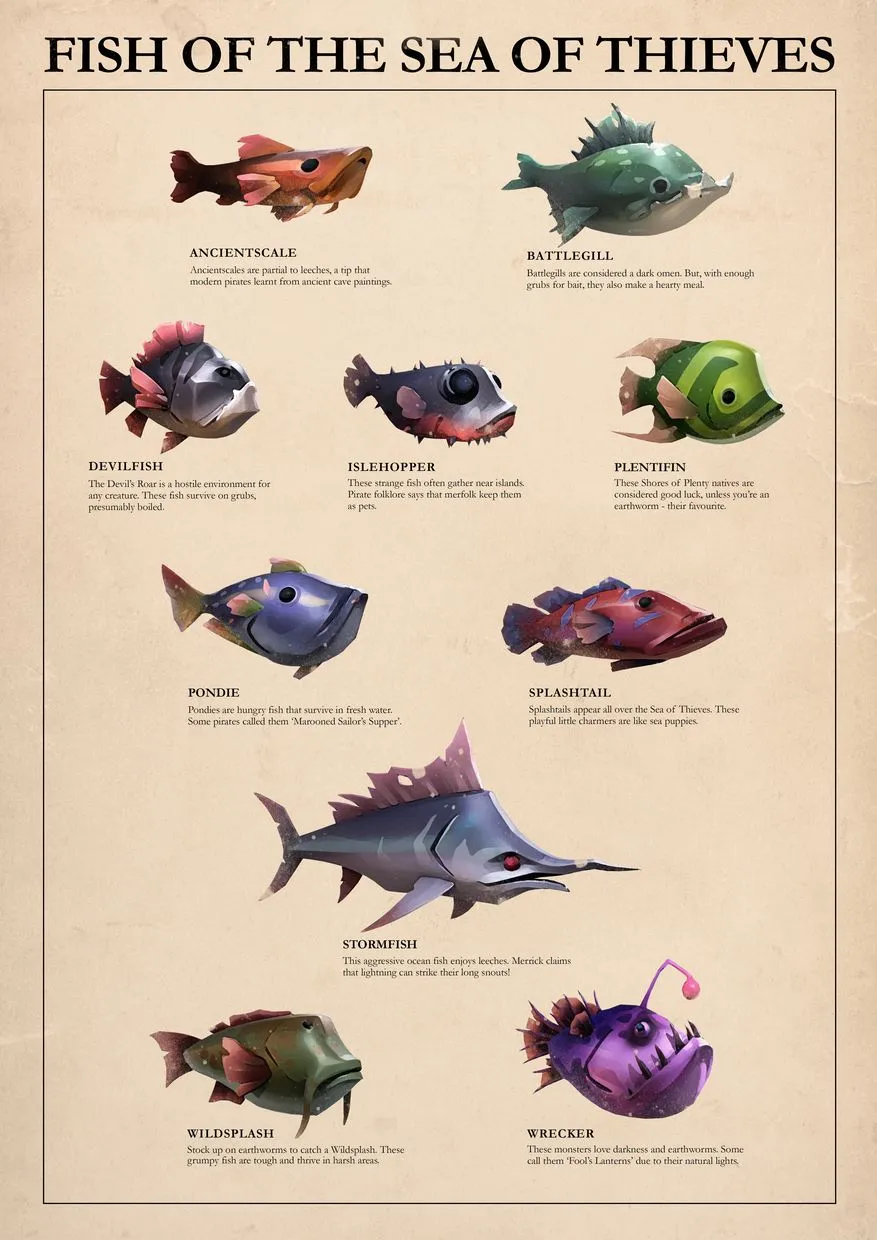 FISH OF THE SEA OF THIEVES
ANCIENTSCALE
Ancientscales are partial to leeches, a tip that
modern pirates learnt from ancient cave paintings.
BATTLEGILL
Battlegills are considered a dark omen. But, with enough
grubs for bait, they also make a hearty meal.
DEVILFISH
The Devil's Roar is a hostile environment for
any creature. These fish survive on grubs,
presumably boiled.
ISLEHOPPER
These strange fish often gather near islands.
Pirate folklore says that merfolk keep them
as pets.
PLENTIFIN
These Shores of Plenty natives are
considered good luck, unless you're an
earthworm - their favourite.
PONDIE
Pondies are hungry fish that survive in fresh water.
Some pirates called them ‘Marooned Sailor's Supper’.
SPLASHTAIL
Splashtails appear all over the Sea of Thieves. These
playful little charmers are like sea puppies.
STORMFISH
This aggressive ocean fish enjoys leeches. Merrick claims
that lightning can strike their long snouts!
WILDSPLASH
Stock up on earthworms to catch a Wildsplash. These
grumpy fish are tough and thrive in harsh areas.
WRECKER
These monsters love darkness and earthworms. Some
call them ‘Fool's Lanterns’ due to their natural lights.